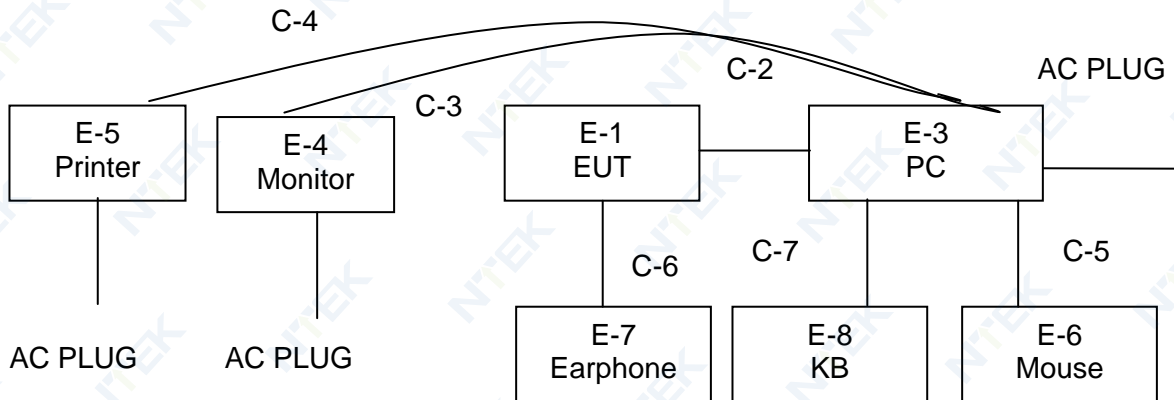 C-4
C-2
AC PLUG
C-3
E-5
Printer
E-4
Monitor
E-1
EUT
E-3
PC
C-6
C-7
C-5
AC PLUG
AC PLUG
E-7
Earphone
E-8
KB
E-6
Mouse
NTEK